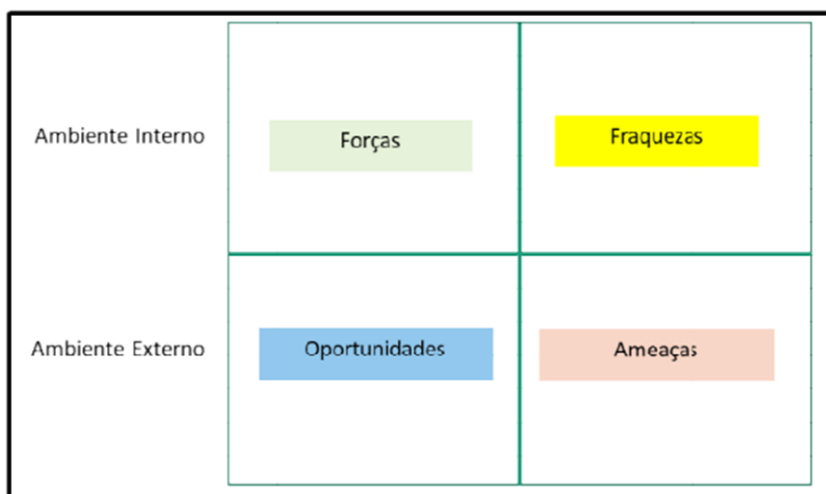 Ambiente Interno
Forças
Fraquezas
Ambiente Externo
Oportunidades
Ameaças